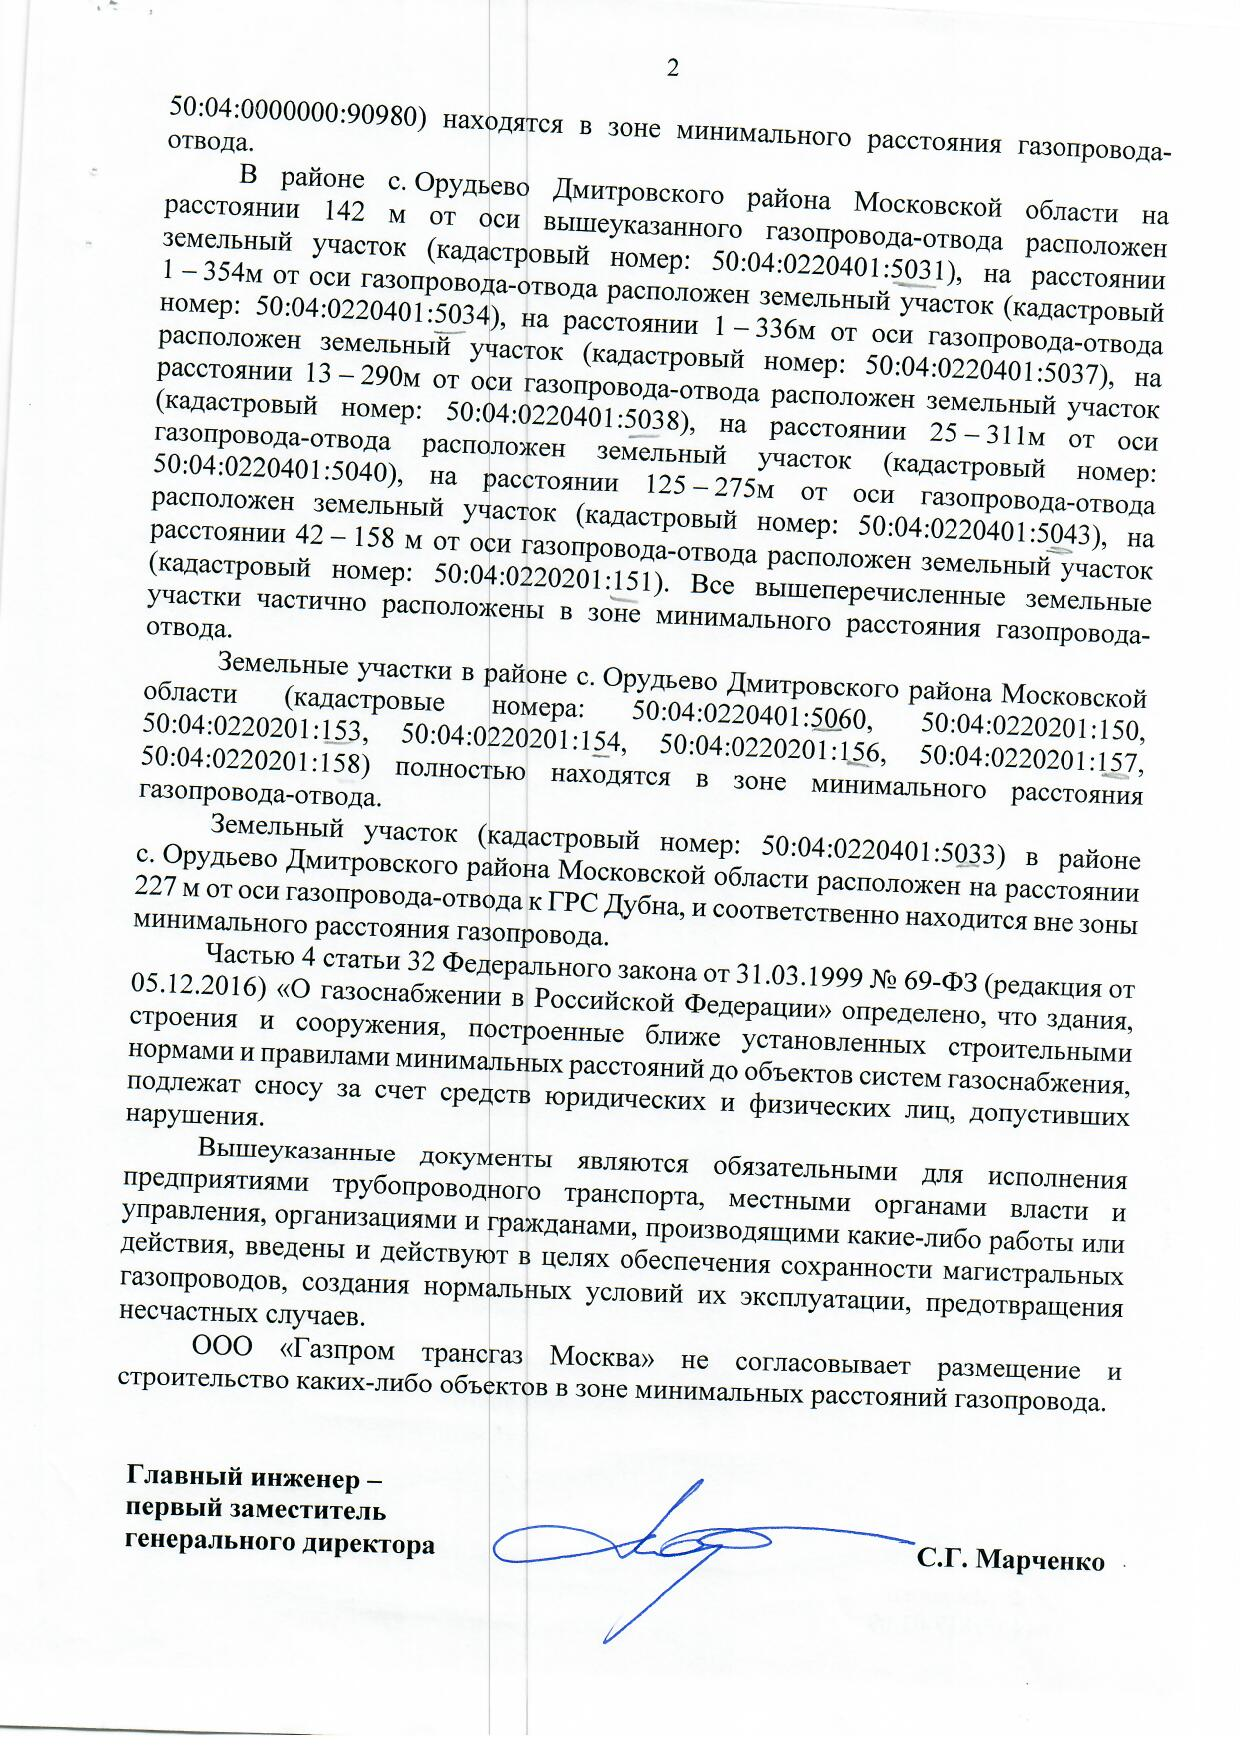 2
50:04:0000000:90980) находятся в зоне минимального расстояния газопровода-
отвода.
В районе с. Орудьево Дмитровского района Московской области на
расстоянии 142 м от оси вышеуказанного газопровода-отвода расположен
земельный участок (кадастровый номер: 50:04:0220401:5031), на расстоянии
1 – 354м от оси газопровода-отвода расположен земельный участок (кадастровый
номер: 50:04:0220401:5034), на расстоянии 1 – 336м от оси газопровода-отвода
расположен земельный участок (кадастровый номер: 50:04:0220401:5037), на
расстоянии 13 – 290м от оси газопровода-отвода расположен земельный участок
(кадастровый номер: 50:04:0220401:5038), на расстоянии 25 – 311м от оси
газопровода-отвода расположен земельный участок (кадастровый номер:
50:04:0220401:5040), на расстоянии 125 – 275м от оси газопровода-отвода
расположен земельный участок (кадастровый номер: 50:04:0220401:5043), на
расстоянии 42 – 158 м от оси газопровода-отвода расположен земельный участок
(кадастровый номер: 50:04:0220201:151). Все вышеперечисленные земельные
участки частично расположены в зоне минимального расстояния газопровода-
отвода.
Земельные участки в районе с. Орудьево Дмитровского района Московской
области (кадастровые номера: 50:04:0220401:5060, 50:04:0220201:150,
50:04:0220201:153, 50:04:0220201:154, 50:04:0220201:156, 50:04:0220201:157,
50:04:0220201:158) полностью находятся в зоне минимального расстояния
газопровода-отвода.
Земельный участок (кадастровый номер: 50:04:0220401:5033) в районе
с. Орудьево Дмитровского района Московской области расположен на расстоянии
227 м от оси газопровода-отвода к ГРС Дубна, и соответственно находится вне зоны
минимального расстояния газопровода.
Частью 4 статьи 32 Федерального закона от 31.03.1999 № 69-ФЗ (редакция от
05.12.2016) «О газоснабжении в Российской Федерации» определено, что здания,
строения и сооружения, построенные ближе установленных строительными
нормами и правилами минимальных расстояний до объектов систем газоснабжения,
подлежат сносу за счет средств юридических и физических лиц, допустивших
нарушения.
Вышеуказанные документы являются обязательными для исполнения
предприятиями трубопроводного транспорта, местными органами власти и
управления, организациями и гражданами, производящими какие-либо работы или
действия, введены и действуют в целях обеспечения сохранности магистральных
газопроводов, создания нормальных условий их эксплуатации, предотвращения
несчастных случаев.
ООО «Газпром трансгаз Москва» не согласовывает размещение и
строительство каких-либо объектов в зоне минимальных расстояний газопровода.
Главный инженер –
первый заместитель
генерального директора
С.Г. Марченко